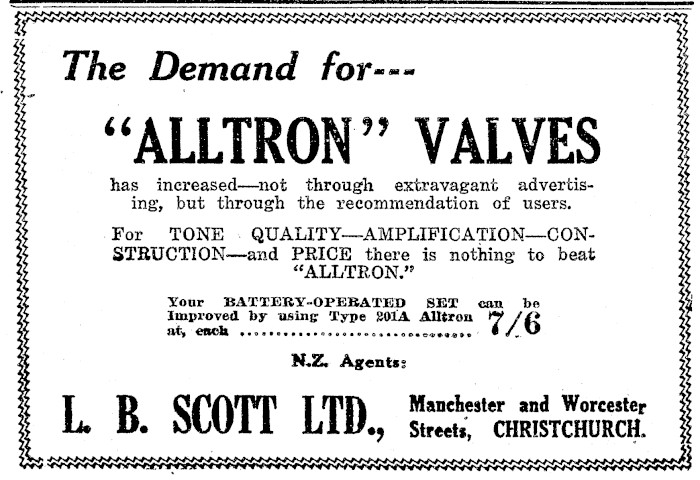 The Demand for---
"ALLTRON" VALVES
has increased—not through extravagant advertis-
ing, but through the recommendation of users.
For TONE QUALITY—AMPLIFICATION—CON-
STRUCTION—and PRICE there is nothing to beat
"ALLTRON."
Your BATTERY-OPERATED SET can be
Improved by using Type 201A Alltron
at, each ................................ 7/6
N.Z. Agents:
L. B. SCOTT LTD., Manchester and Worcester
Streets, CHRISTCHURCH.